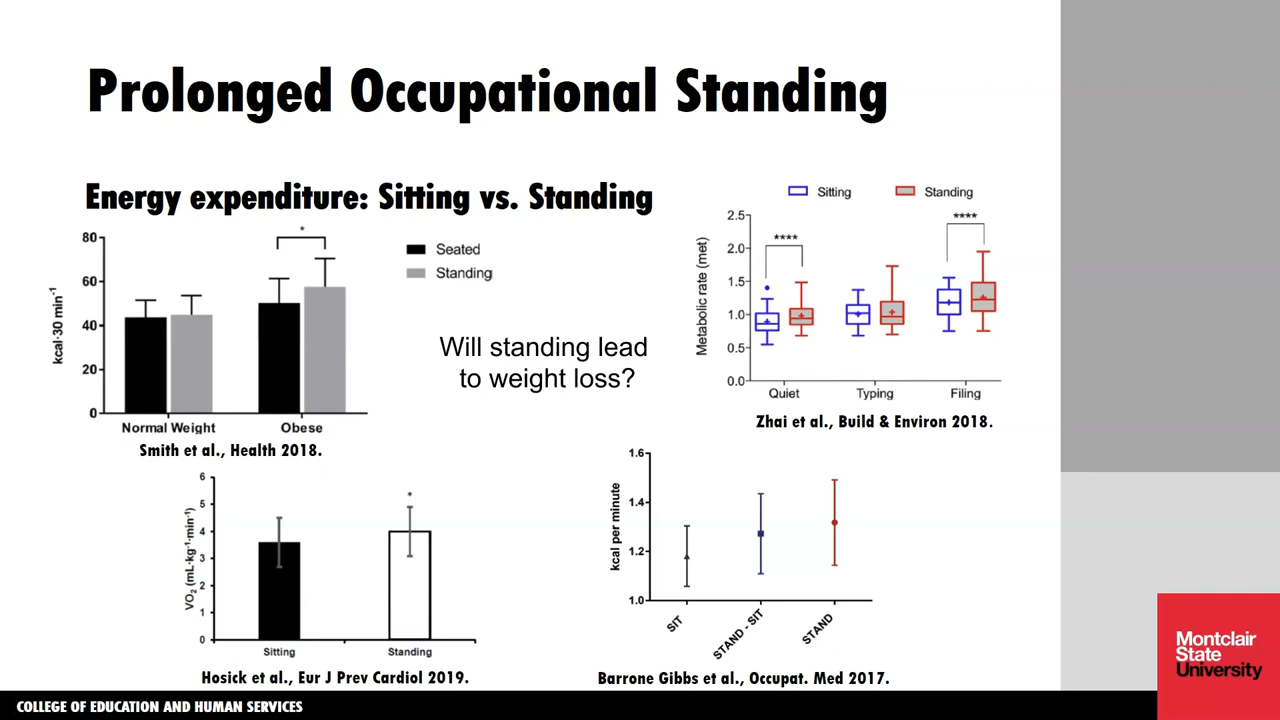 Prolonged Occupational Standing
Energy expenditure: Sitting vs. Standing
80
60
40
20
0
kcal·30 min⁻¹
*
Seated
Standing
Normal Weight
Obese
Smith et al., Health 2018.
Will standing lead
to weight loss?
Sitting
Standing
2.5
2.0
1.5
1.0
0.5
0.0
Metabolic rate (met)
****
****
Quiet
Typing
Filing
Zhai et al., Build & Environ 2018.
6
5
4
3
2
1
0
VO₂ (mL·kg⁻¹·min⁻¹)
*
Sitting
Standing
Hosick et al., Eur J Prev Cardiol 2019.
1.6
1.4
1.2
1.0
kcal per minute
SIT
STAND - SIT
STAND
Barrone Gibbs et al., Occupat. Med 2017.
Montclair
State
University
COLLEGE OF EDUCATION AND HUMAN SERVICES